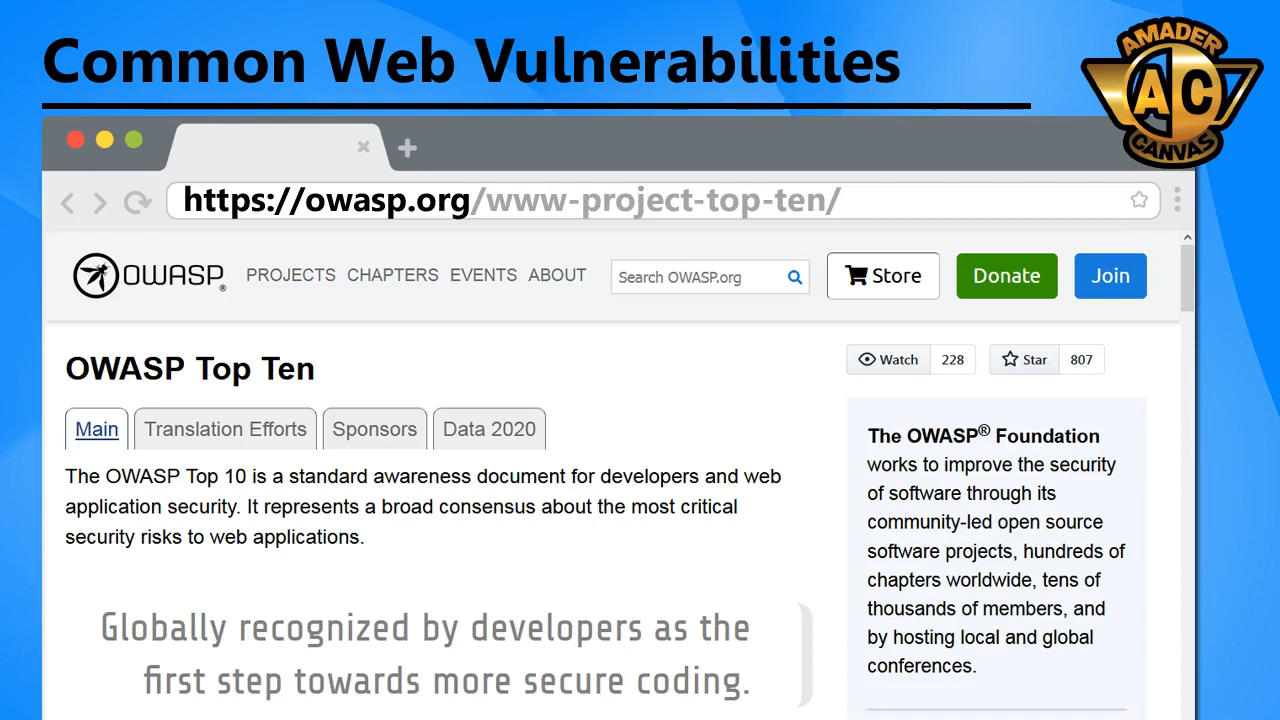 Common Web Vulnerabilities
AMADER
AC
CANVAS
https://owasp.org/www-project-top-ten/
OWASP®
PROJECTS CHAPTERS EVENTS ABOUT
Search OWASP.org
Store
Donate
Join
OWASP Top Ten
Watch 228
Star 807
Main
Translation Efforts
Sponsors
Data 2020
The OWASP Top 10 is a standard awareness document for developers and web
application security. It represents a broad consensus about the most critical
security risks to web applications.
Globally recognized by developers as the
first step towards more secure coding.
The OWASP® Foundation
works to improve the security
of software through its
community-led open source
software projects, hundreds of
chapters worldwide, tens of
thousands of members, and
by hosting local and global
conferences.